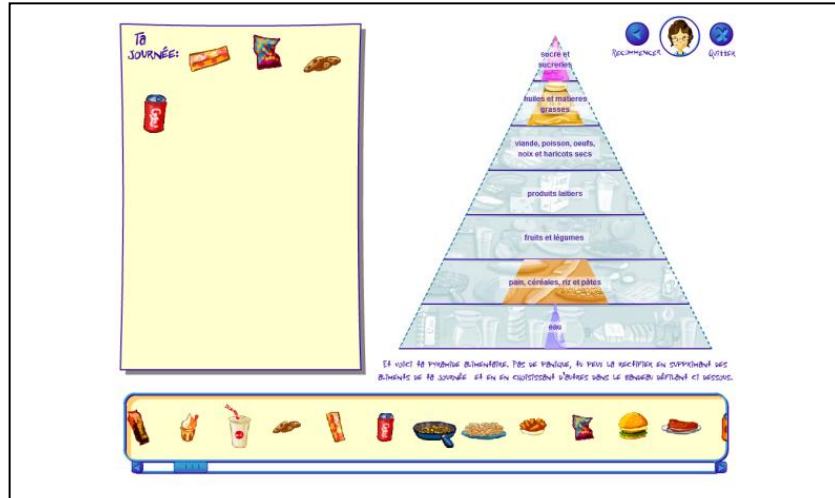 Ta
journée:
Recommencer
Quitter
sucre et
sucreries
huiles et matieres
grasses
viande, poisson, oeufs,
noix et haricots secs
produits laitiers
fruits et légumes
pain, céréales, riz et pâtes
eau
Et voici ta pyramide alimentaire. Pas de panique, tu peux la rectifier en supprimant des
aliments de ta journée et en en choisissant d'autres dans le bandeau défilant ci dessous.